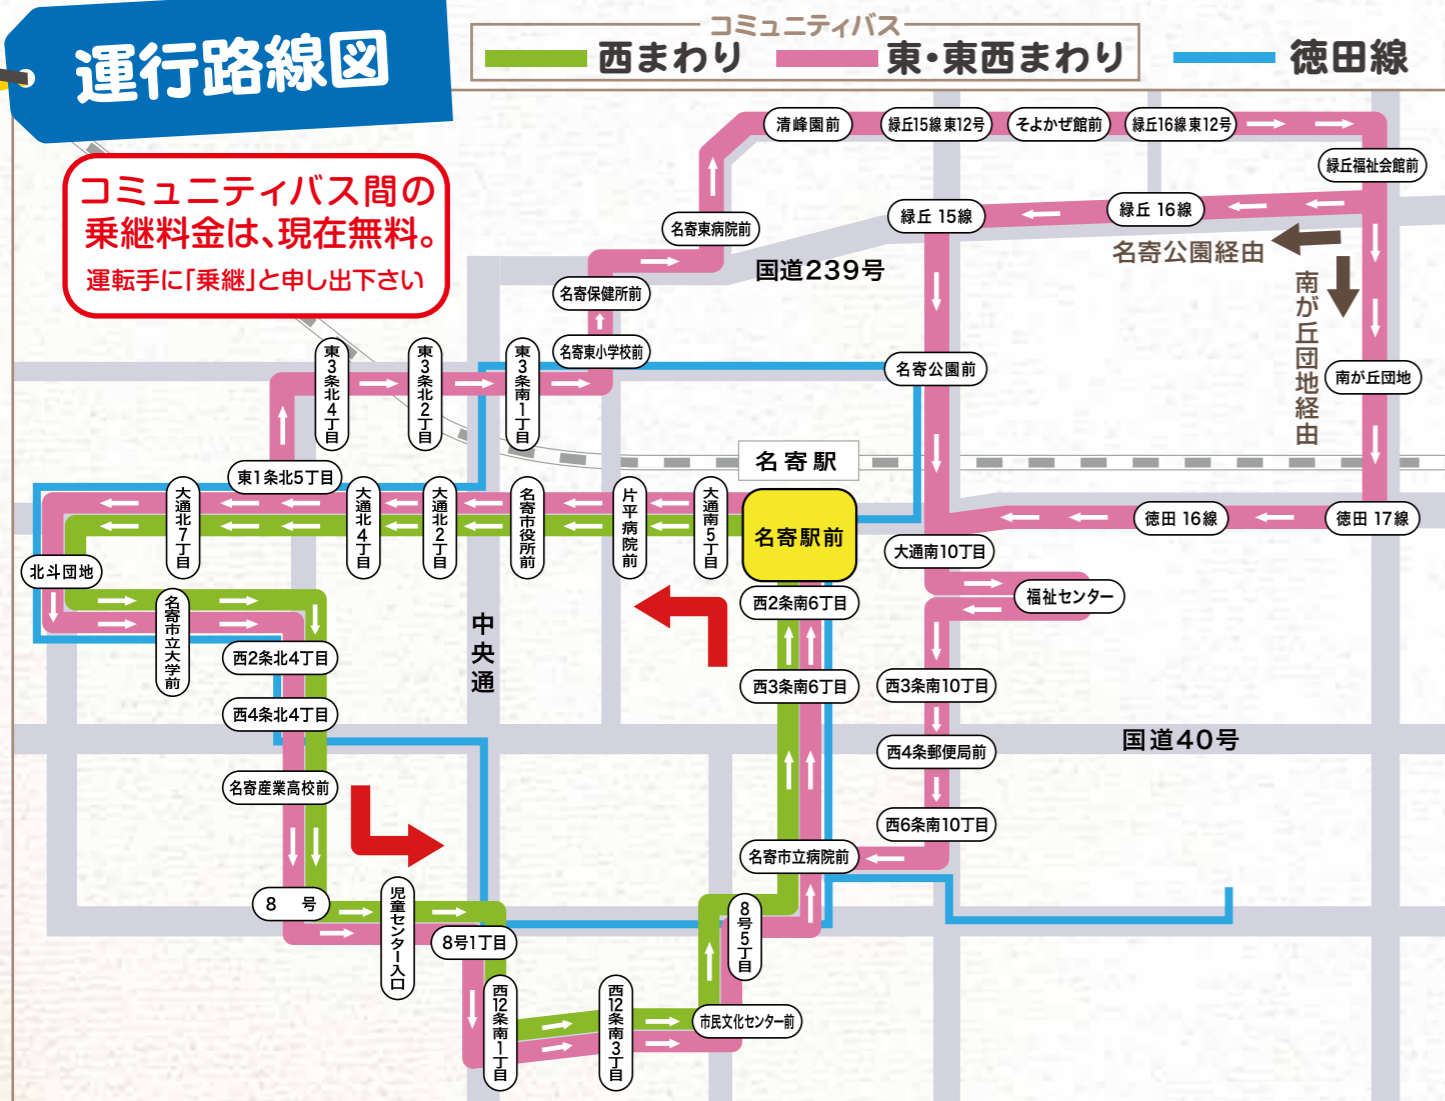 運行路線図
コミュニティバス
西まわり
東・東西まわり
徳田線
コミュニティバス間の
乗継料金は、現在無料。
運転手に「乗継」と申し出下さい
清峰園前
緑丘15線東12号
そよかぜ館前
緑丘16線東12号
緑丘福祉会館前
名寄東病院前
緑丘 15線
緑丘 16線
名寄公園経由
国道239号
南が丘団地経由
名寄保健所前
名寄東小学校前
東3条北4丁目
東3条北2丁目
東3条南1丁目
名寄公園前
南が丘団地
名寄駅
東1条北5丁目
大通北7丁目
大通北4丁目
大通北2丁目
名寄市役所前
片平病院前
大通南5丁目
名寄駅前
徳田 16線
徳田 17線
大通南10丁目
北斗団地
福祉センター
名寄市立大学前
西2条南6丁目
中央通
西2条北4丁目
西3条南6丁目
西3条南10丁目
西4条北4丁目
国道40号
西4条郵便局前
名寄産業高校前
西6条南10丁目
名寄市立病院前
8 号
児童センター入口
8号1丁目
8号5丁目
西12条南1丁目
西12条南3丁目
市民文化センター前